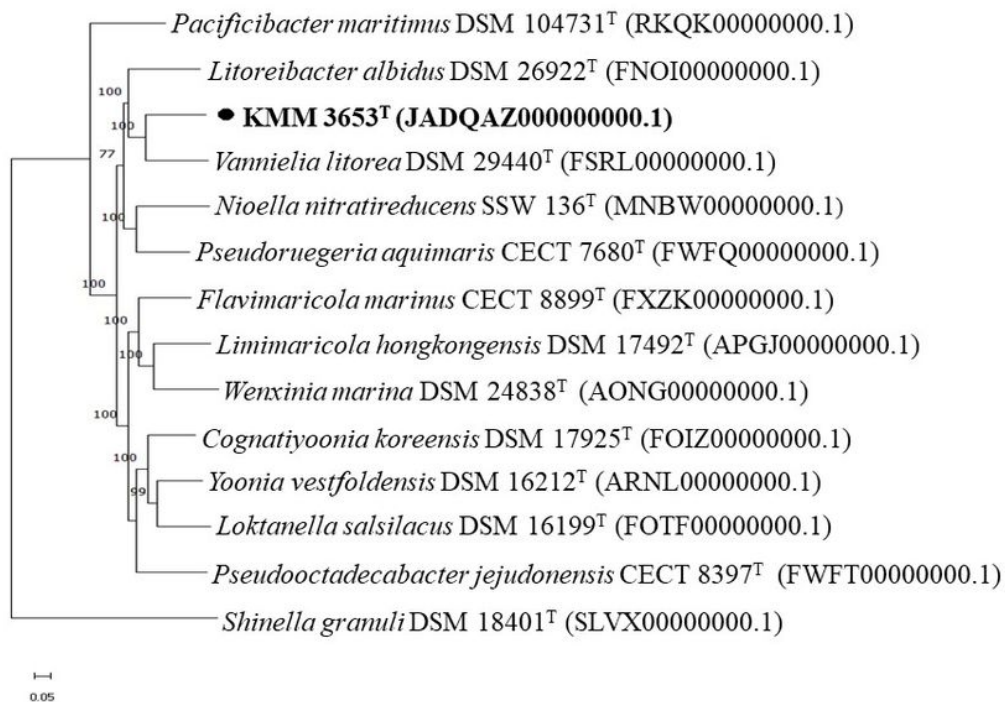 Pacificibacter maritimus DSM 104731ᵀ (RKQK00000000.1)
Litoreibacter albidus DSM 26922ᵀ (FNOI00000000.1)
100
KMM 3653ᵀ (JADQAZ000000000.1)
100
77
Vannielia litorea DSM 29440ᵀ (FSRL00000000.1)
Nioella nitratireducens SSW 136ᵀ (MNBW00000000.1)
100
Pseudoruegeria aquimaris CECT 7680ᵀ (FWFQ00000000.1)
100
Flavimaricola marinus CECT 8899ᵀ (FXZK00000000.1)
100
Limimaricola hongkongensis DSM 17492ᵀ (APGJ00000000.1)
100
Wenxinia marina DSM 24838ᵀ (AONG00000000.1)
100
Cognatiyoonia koreensis DSM 17925ᵀ (FOIZ00000000.1)
100
Yoonia vestfoldensis DSM 16212ᵀ (ARNL00000000.1)
99
Loktanella salsilacus DSM 16199ᵀ (FOTF00000000.1)
Pseudooctadecabacter jejudonensis CECT 8397ᵀ (FWFT00000000.1)
Shinella granuli DSM 18401ᵀ (SLVX00000000.1)
0.05